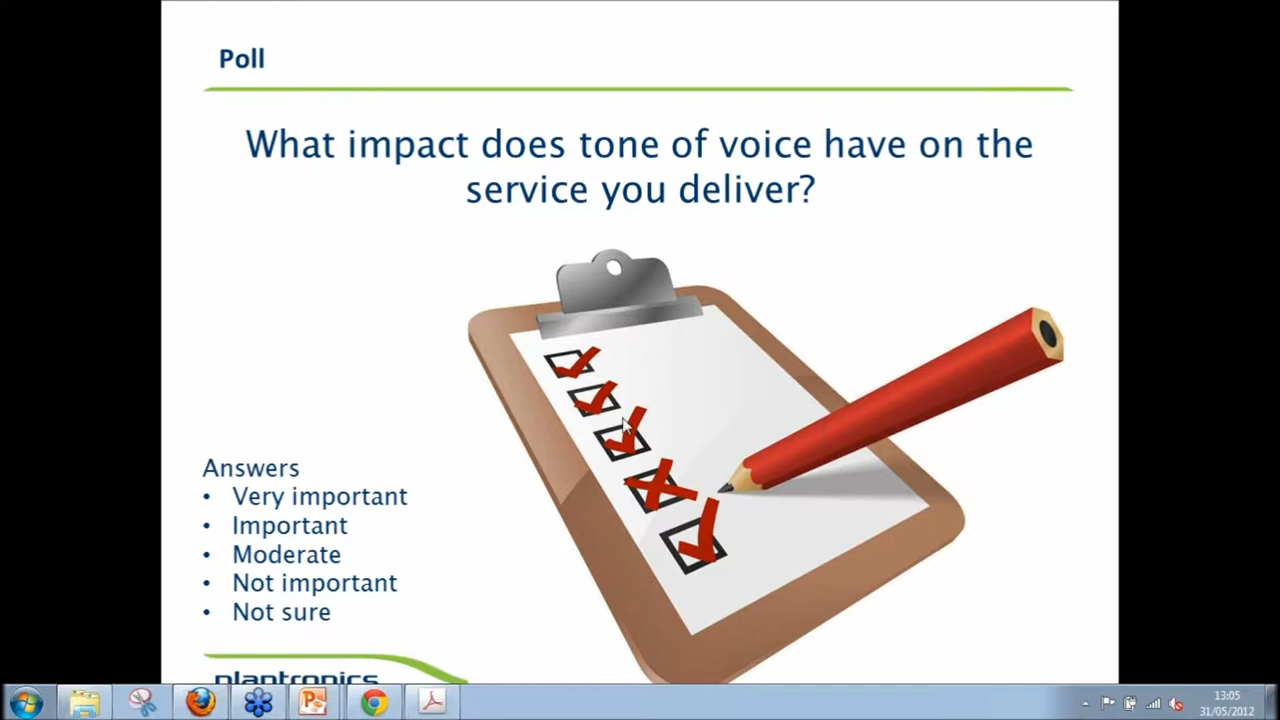 Poll
What impact does tone of voice have on the
service you deliver?
Answers
• Very important
• Important
• Moderate
• Not important
• Not sure
plantronics
13:05
31/05/2012